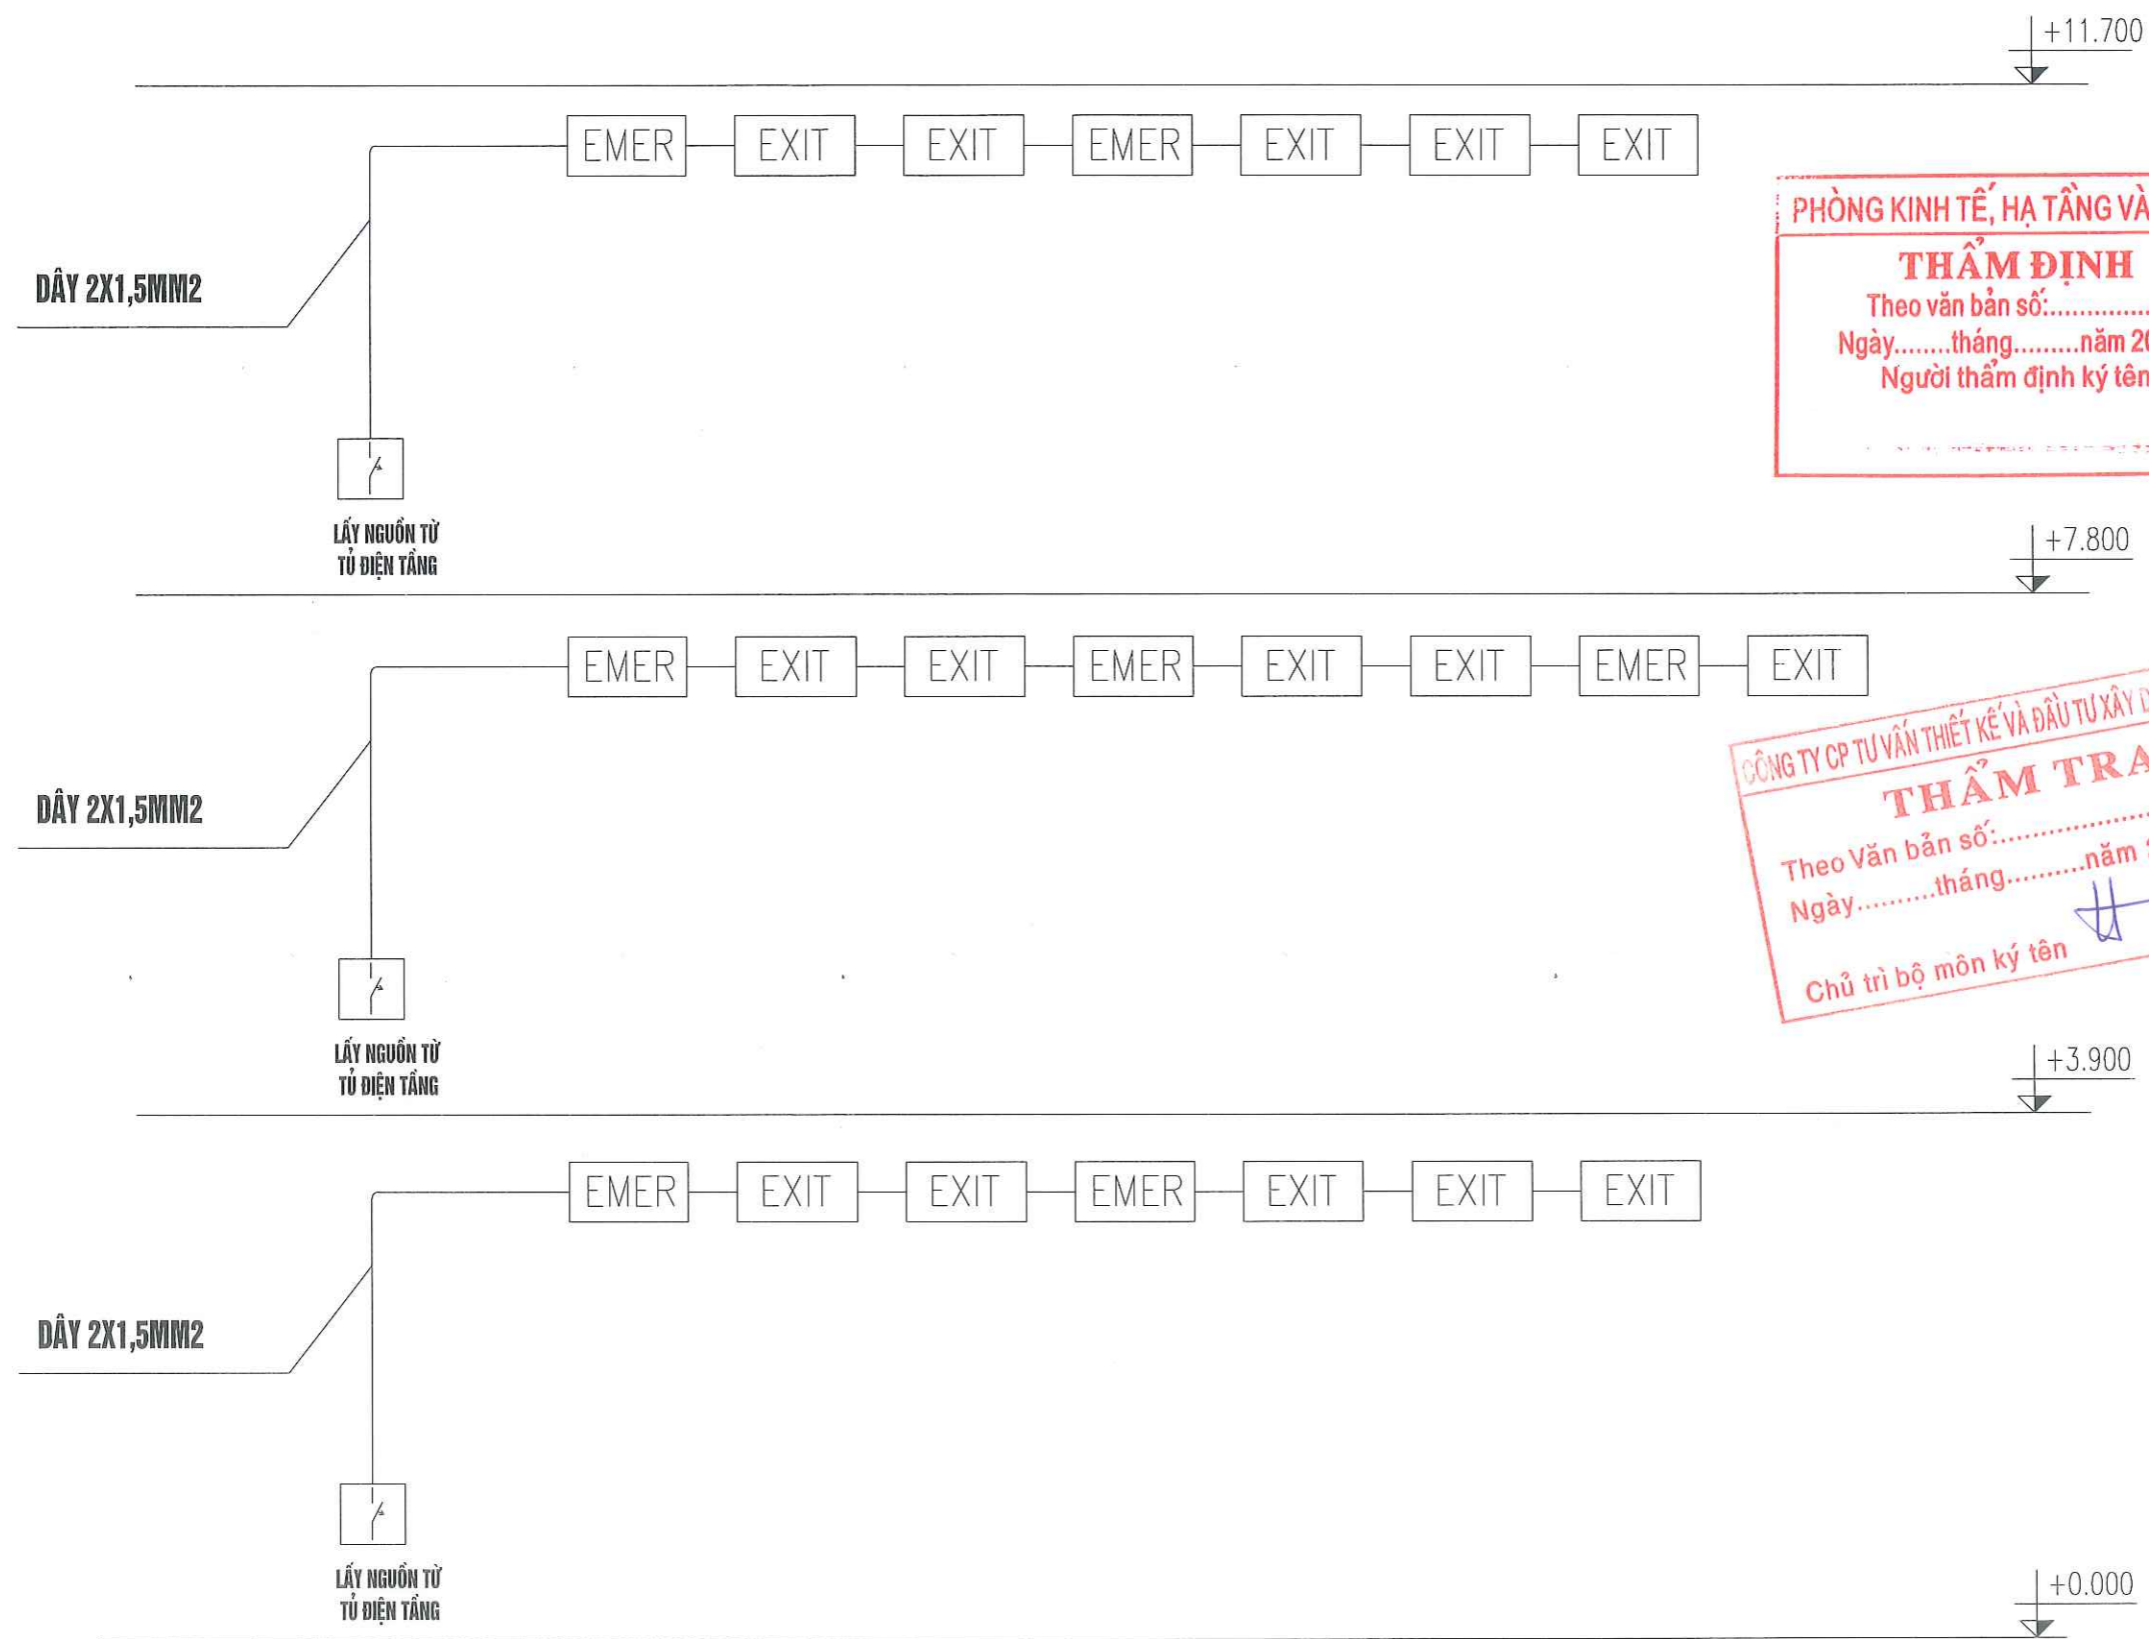 +11.700
EMER EXIT EXIT EMER EXIT EXIT EXIT
PHÒNG KINH TẾ, HẠ TẦNG VÀ
THẨM ĐỊNH
Theo văn bản số:...............
Ngày........tháng.........năm 20
Người thẩm định ký tên
DÂY 2X1,5MM2
LẤY NGUỒN TỪ
TỦ ĐIỆN TẦNG
+7.800
EMER EXIT EXIT EMER EXIT EXIT EMER EXIT
CÔNG TY CP TƯ VẤN THIẾT KẾ VÀ ĐẦU TƯ XÂY
THẨM TRA
Theo Văn bản số:....................
Ngày..........tháng..........năm
Chủ trì bộ môn ký tên
DÂY 2X1,5MM2
LẤY NGUỒN TỪ
TỦ ĐIỆN TẦNG
+3.900
EMER EXIT EXIT EMER EXIT EXIT EXIT
DÂY 2X1,5MM2
LẤY NGUỒN TỪ
TỦ ĐIỆN TẦNG
+0.000